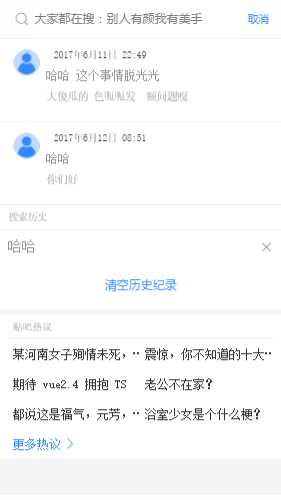 大家都在搜：别人有颜我有美手 取消
2017年6月11日 22:49
哈哈 这个事情脱光光
大傻瓜的 色呃呃发 额问题嘎
2017年6月12日 08:51
哈哈
你们好
搜索历史
哈哈 ×
清空历史纪录
贴吧热议
某河南女子殉情未死，·· 震惊，你不知道的十大··
期待 vue2.4 拥抱 TS 老公不在家？
都说这是福气，元芳，·· 浴室少女是个什么梗？
更多热议 >